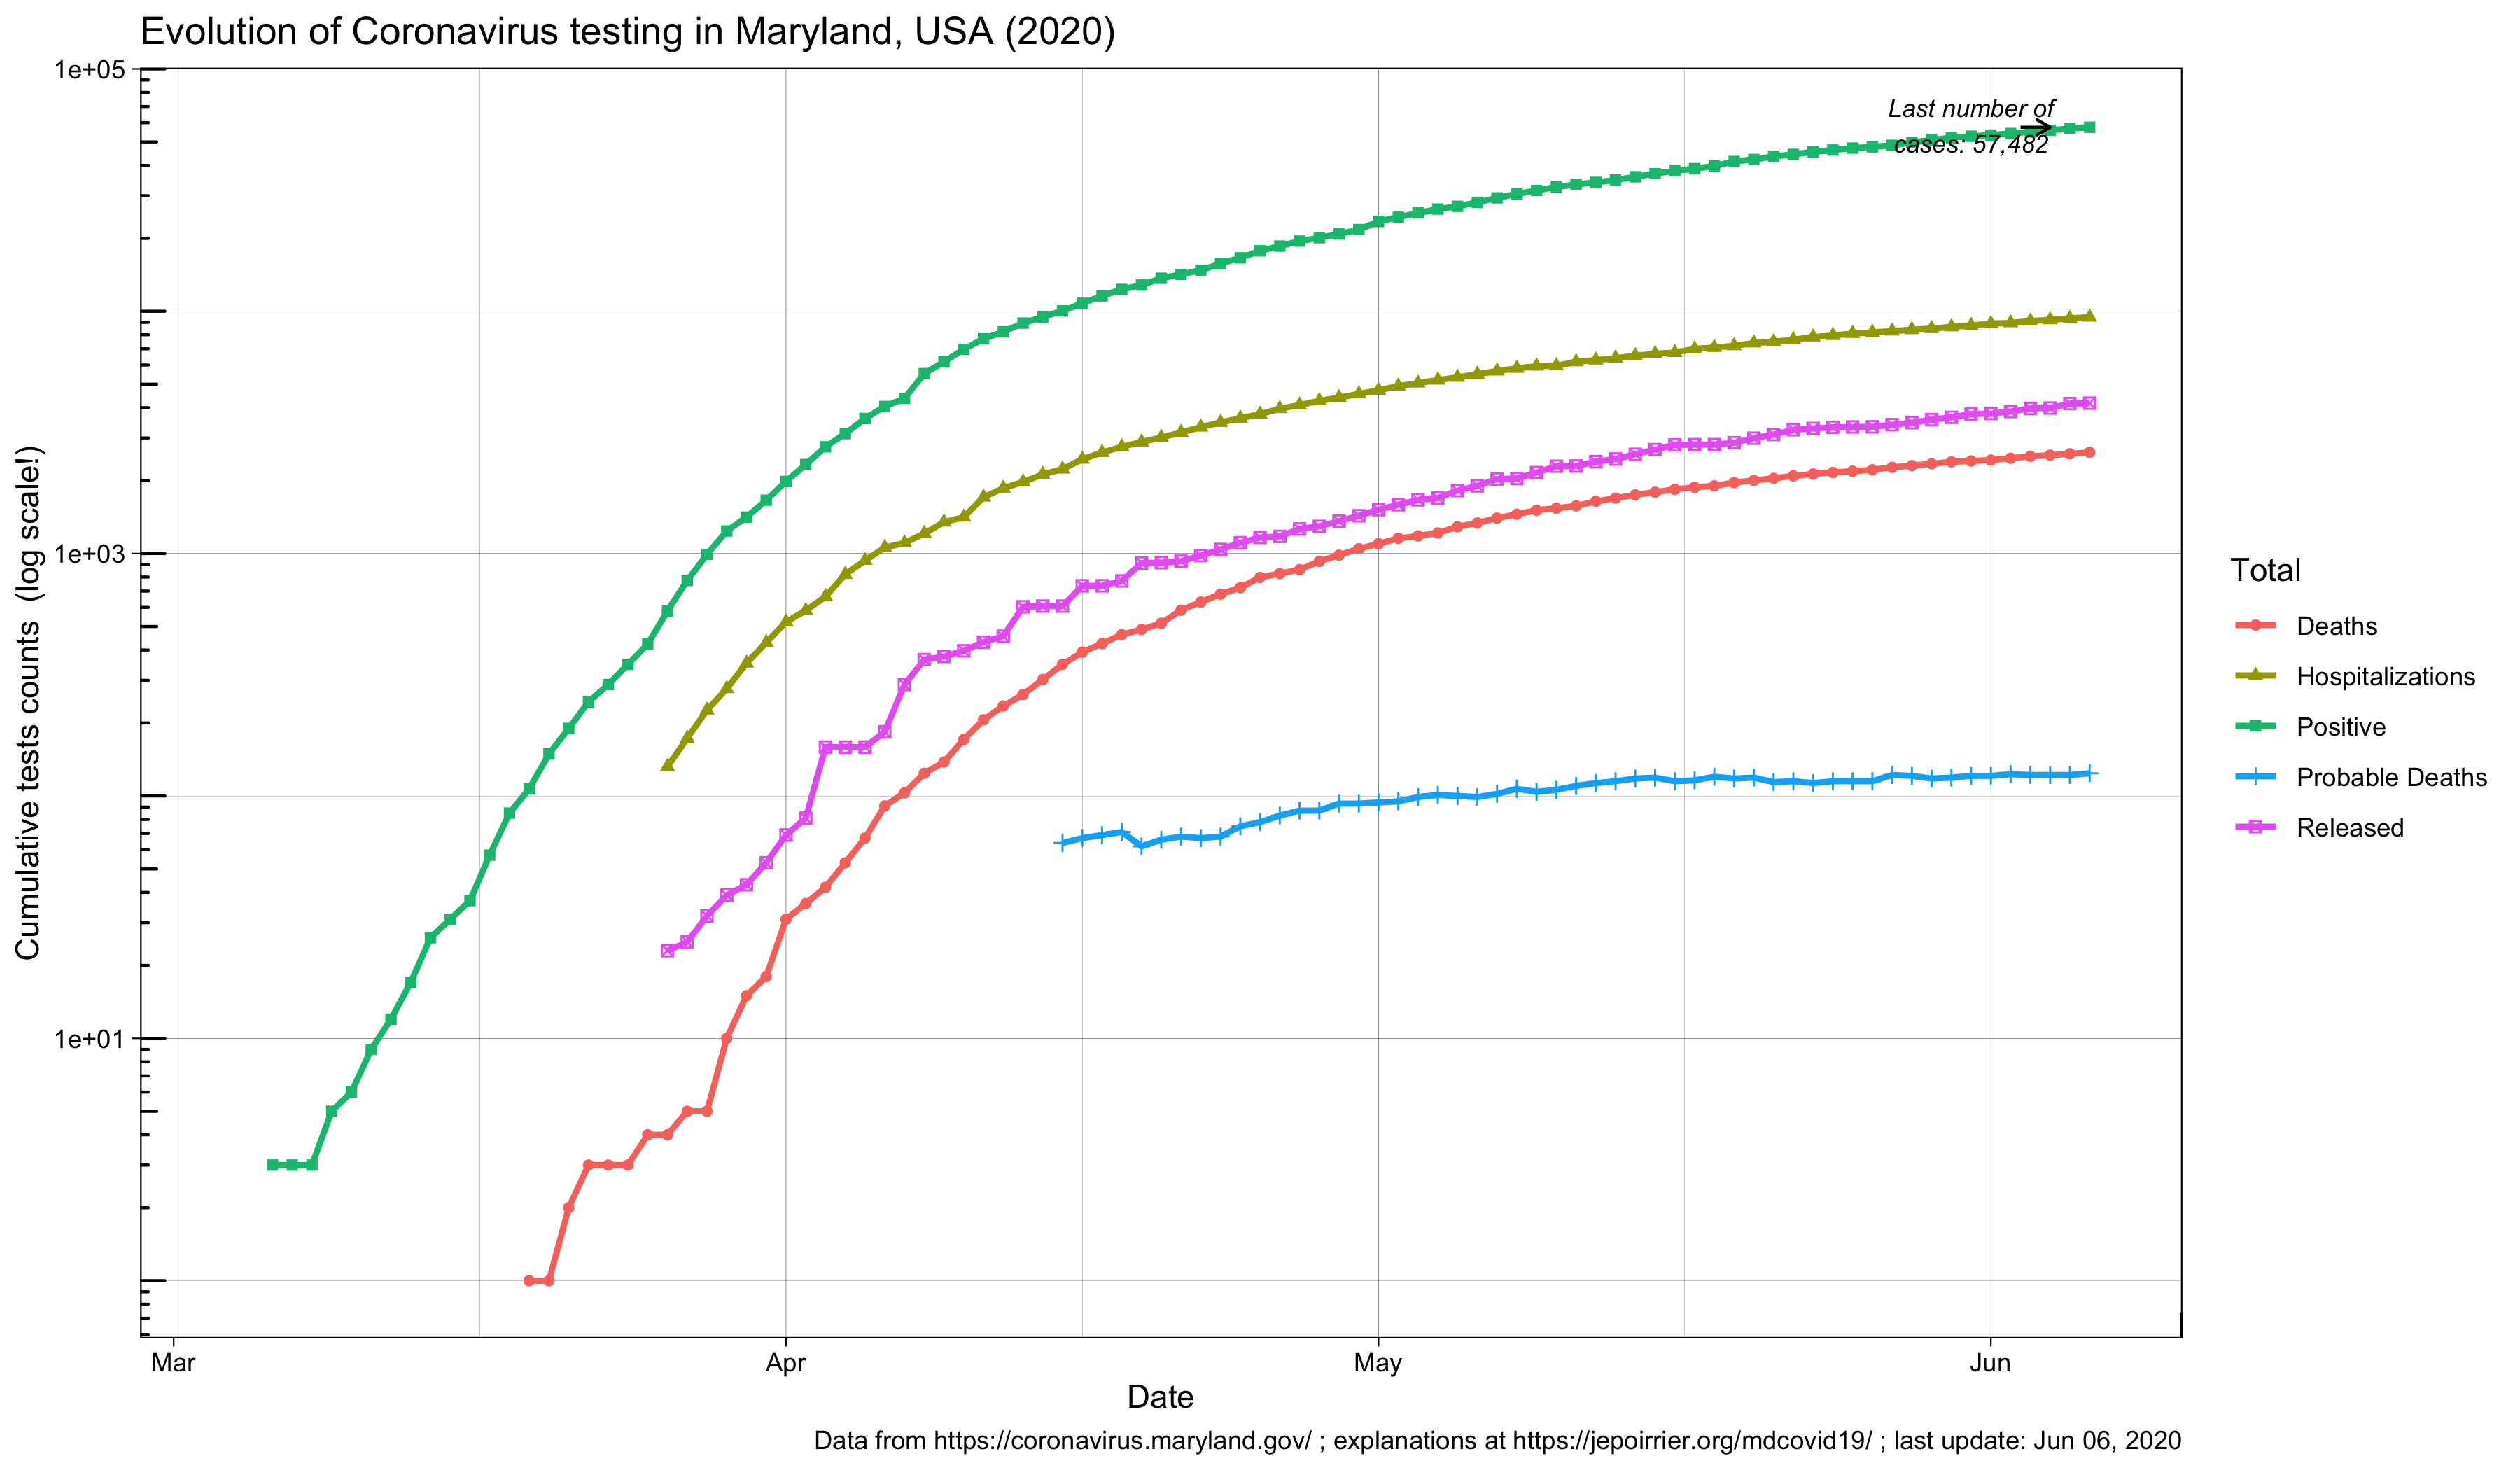 Evolution of Coronavirus testing in Maryland, USA (2020)
1e+05
Last number of
cases: 57,482
Cumulative tests counts (log scale!)
1e+03
1e+01
Total
Deaths
Hospitalizations
Positive
Probable Deaths
Released
Mar
Apr
May
Jun
Date
Data from https://coronavirus.maryland.gov/ ; explanations at https://jepoirrier.org/mdcovid19/ ; last update: Jun 06, 2020